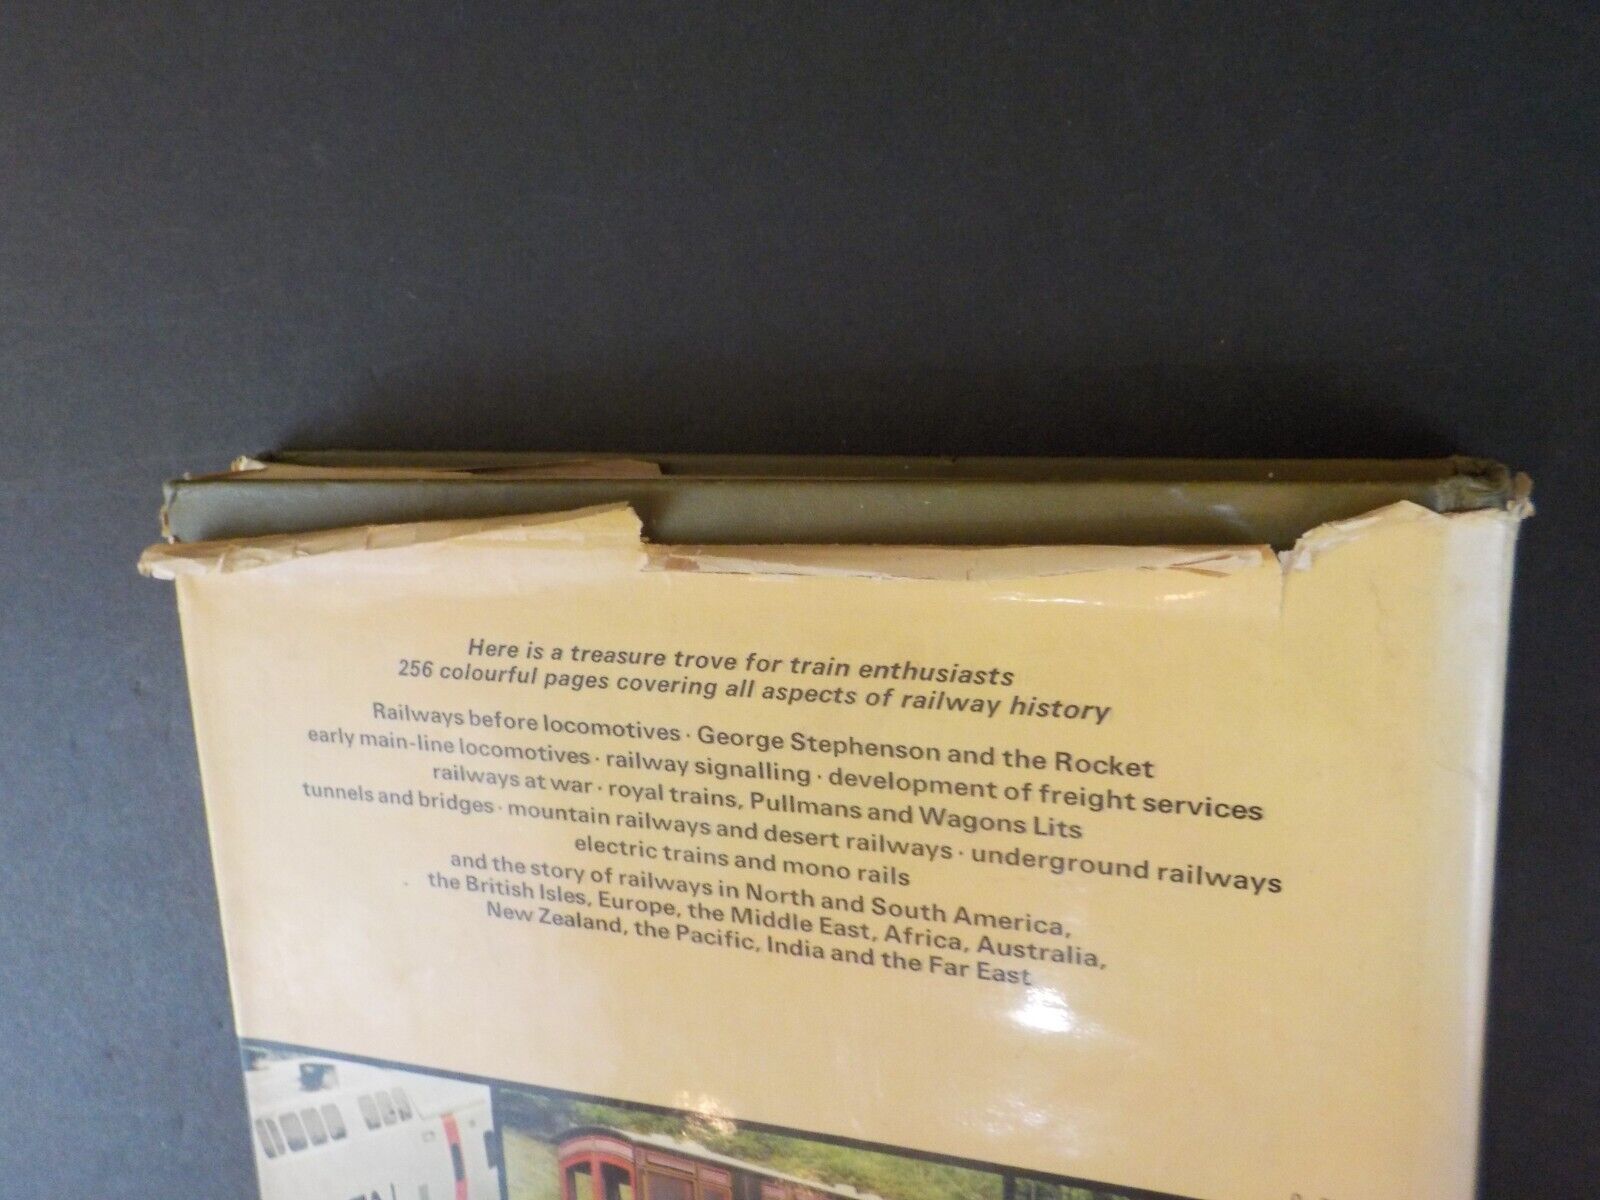 Here is a treasure trove for train enthusiasts
256 colourful pages covering all aspects of railway history
Railways before locomotives · George Stephenson and the Rocket
early main-line locomotives · railway signalling · development of freight services
railways at war · royal trains, Pullmans and Wagons Lits
tunnels and bridges · mountain railways and desert railways · underground railways
electric trains and mono rails
and the story of railways in North and South America,
the British Isles, Europe, the Middle East, Africa, Australia,
New Zealand, the Pacific, India and the Far East